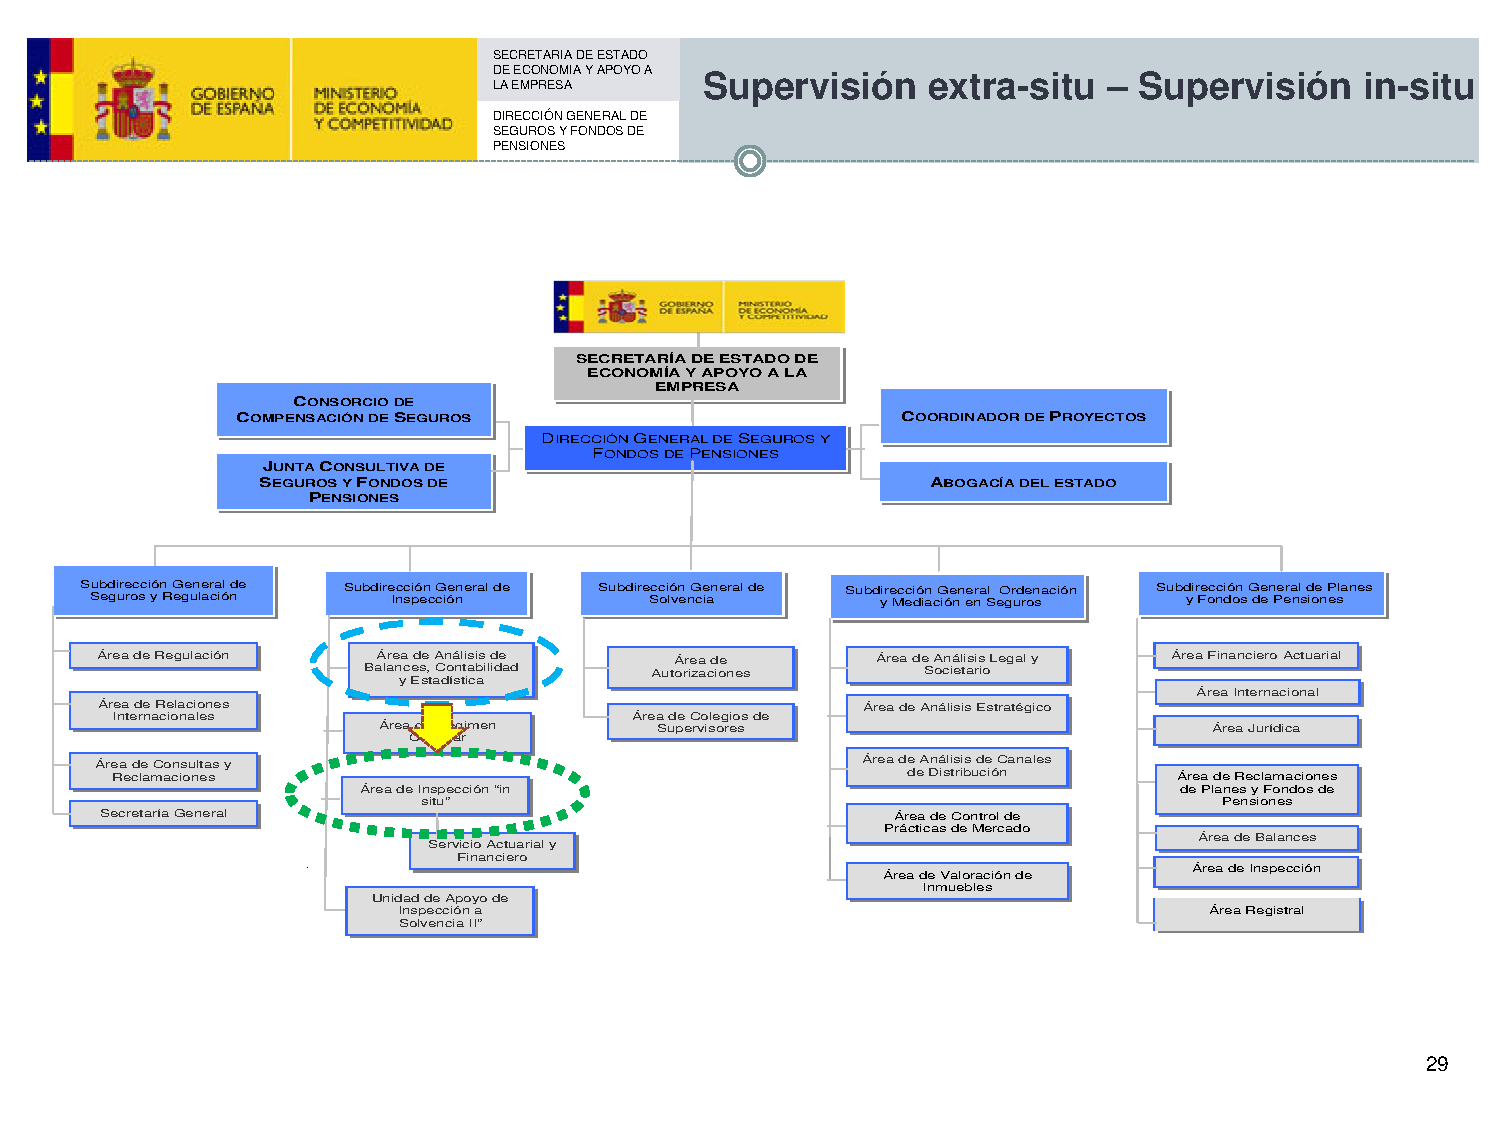 GOBIERNO
DE ESPAÑA
MINISTERIO
DE ECONOMÍA
Y COMPETITIVIDAD
SECRETARIA DE ESTADO
DE ECONOMIA Y APOYO A
LA EMPRESA
DIRECCIÓN GENERAL DE
SEGUROS Y FONDOS DE
PENSIONES
Supervisión extra-situ – Supervisión in-situ
GOBIERNO
DE ESPAÑA
MINISTERIO
DE ECONOMÍA
Y COMPETITIVIDAD
SECRETARÍA DE ESTADO DE
ECONOMÍA Y APOYO A LA
EMPRESA
CONSORCIO DE
COMPENSACIÓN DE SEGUROS
COORDINADOR DE PROYECTOS
DIRECCIÓN GENERAL DE SEGUROS Y
FONDOS DE PENSIONES
JUNTA CONSULTIVA DE
SEGUROS Y FONDOS DE
PENSIONES
ABOGACÍA DEL ESTADO
Subdirección General de
Seguros y Regulación
Área de Regulación
Área de Relaciones
Internacionales
Área de Consultas y
Reclamaciones
Secretaría General
Subdirección General de
Inspección
Área de Análisis de
Balances, Contabilidad
y Estadística
Área de
Área de Inspección “in
situ”
Servicio Actuarial y
Financiero
Unidad de Apoyo de
Inspección a
Solvencia II”
Subdirección General de
Solvencia
Área de
Autorizaciones
Área de Colegios de
Supervisores
Subdirección General Ordenación
y Mediación en Seguros
Área de Análisis Legal y
Societario
Área de Análisis Estratégico
Área de Análisis de Canales
de Distribución
Área de Control de
Prácticas de Mercado
Área de Valoración de
Inmuebles
Subdirección General de Planes
y Fondos de Pensiones
Área Financiero Actuarial
Área Internacional
Área Jurídica
Área de Reclamaciones
de Planes y Fondos de
Pensiones
Área de Balances
Área de Inspección
Área Registral
29